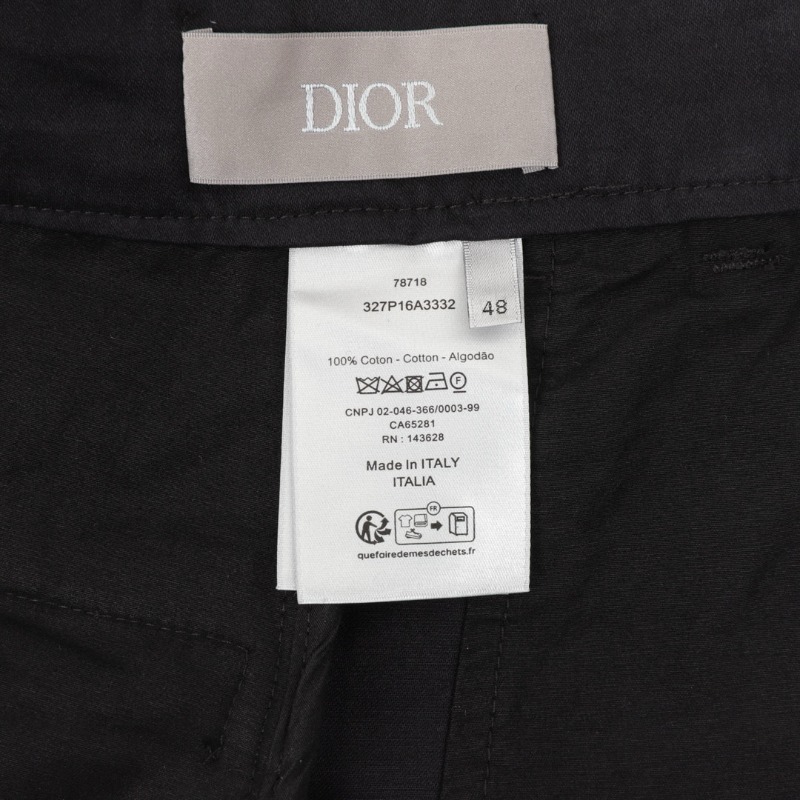 DIOR
78718
327P16A3332
48
100% Coton - Cotton - Algodão
F
CNPJ 02-046-366/0003-99
CA65281
RN : 143628
Made In ITALY
ITALIA
FR
quefairedemesdechets.fr